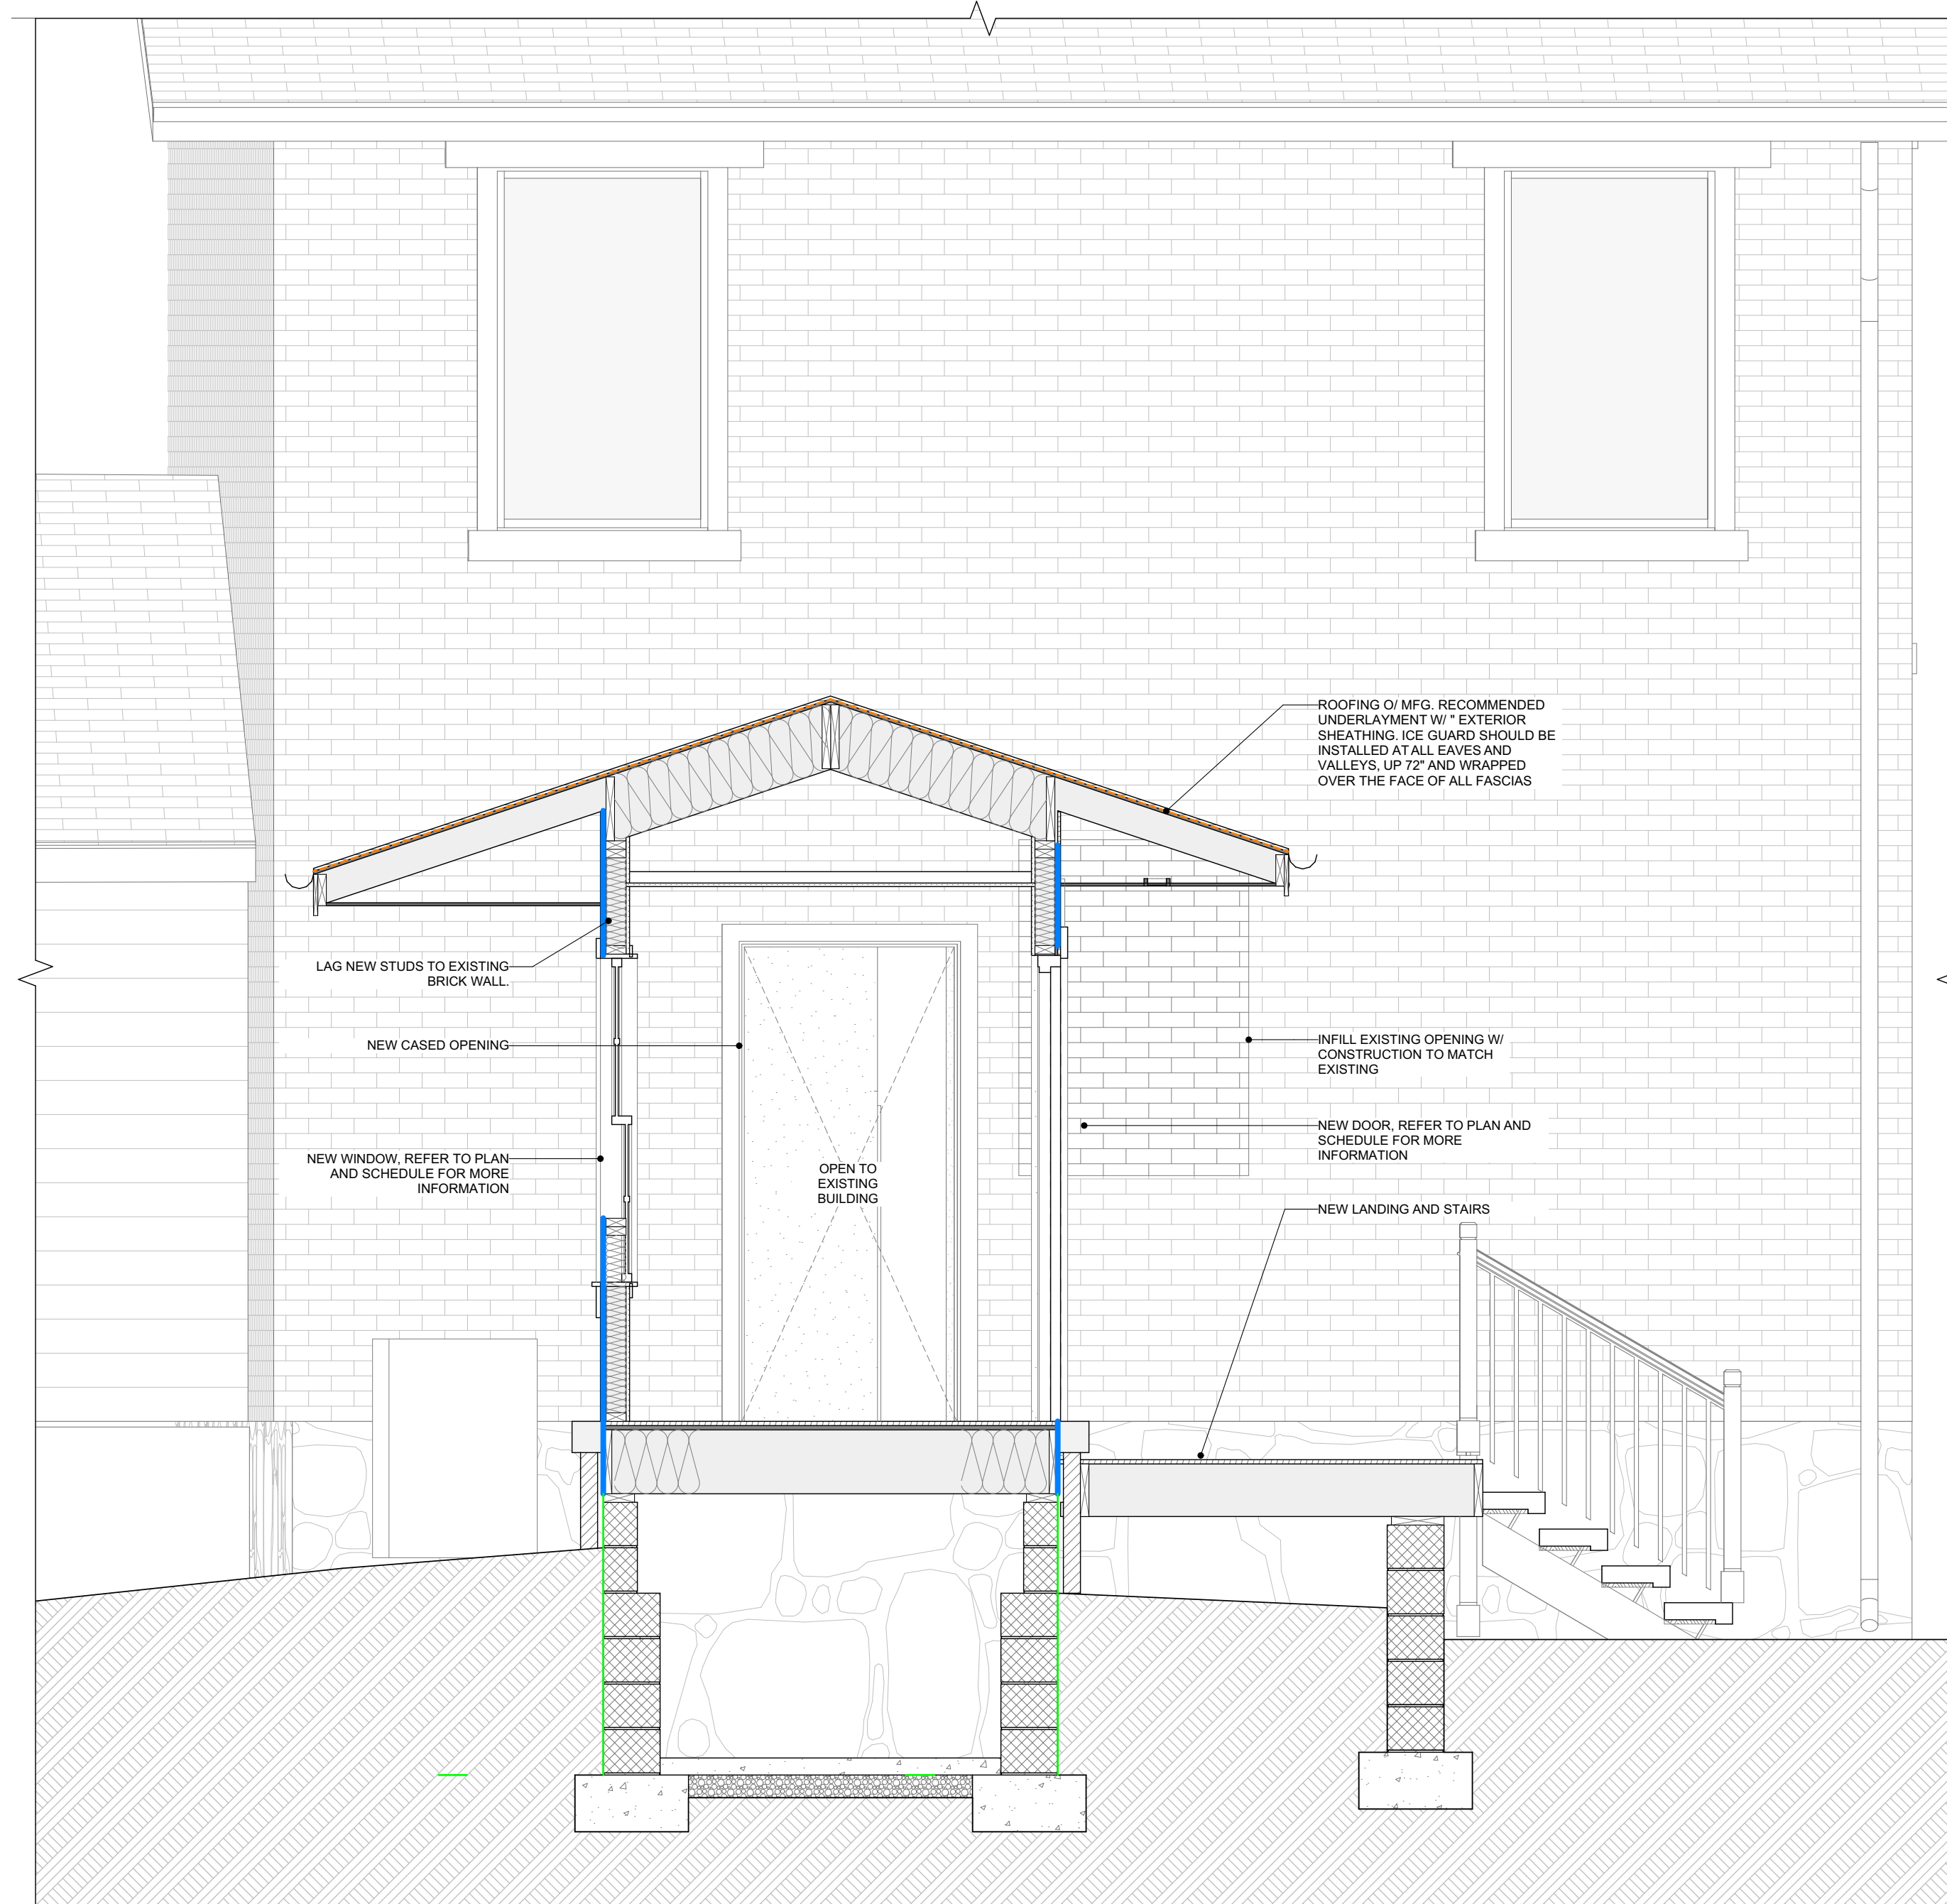 ROOFING O/ MFG. RECOMMENDED
UNDERLAYMENT W/ " EXTERIOR
SHEATHING. ICE GUARD SHOULD BE
INSTALLED AT ALL EAVES AND
VALLEYS, UP 72" AND WRAPPED
OVER THE FACE OF ALL FASCIAS
LAG NEW STUDS TO EXISTING
BRICK WALL.
NEW CASED OPENING
INFILL EXISTING OPENING W/
CONSTRUCTION TO MATCH
EXISTING
NEW DOOR, REFER TO PLAN AND
SCHEDULE FOR MORE
INFORMATION
NEW WINDOW, REFER TO PLAN
AND SCHEDULE FOR MORE
INFORMATION
OPEN TO
EXISTING
BUILDING
NEW LANDING AND STAIRS